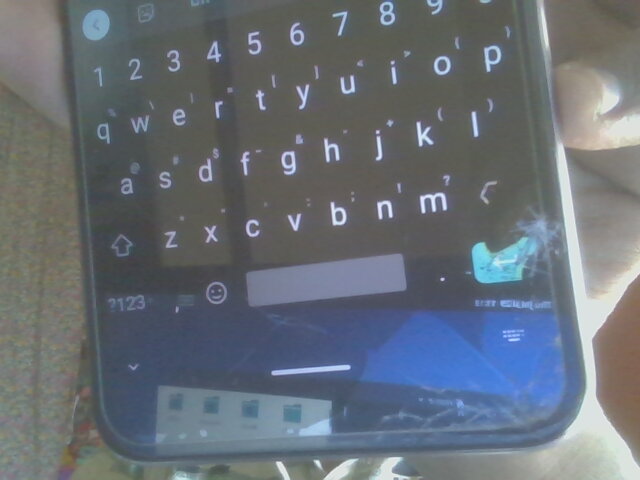 1 2 3 4 5 6 7 8 9
q w e r t y u i o p
a s d f g h j k l
z x c v b n m
?123 , .